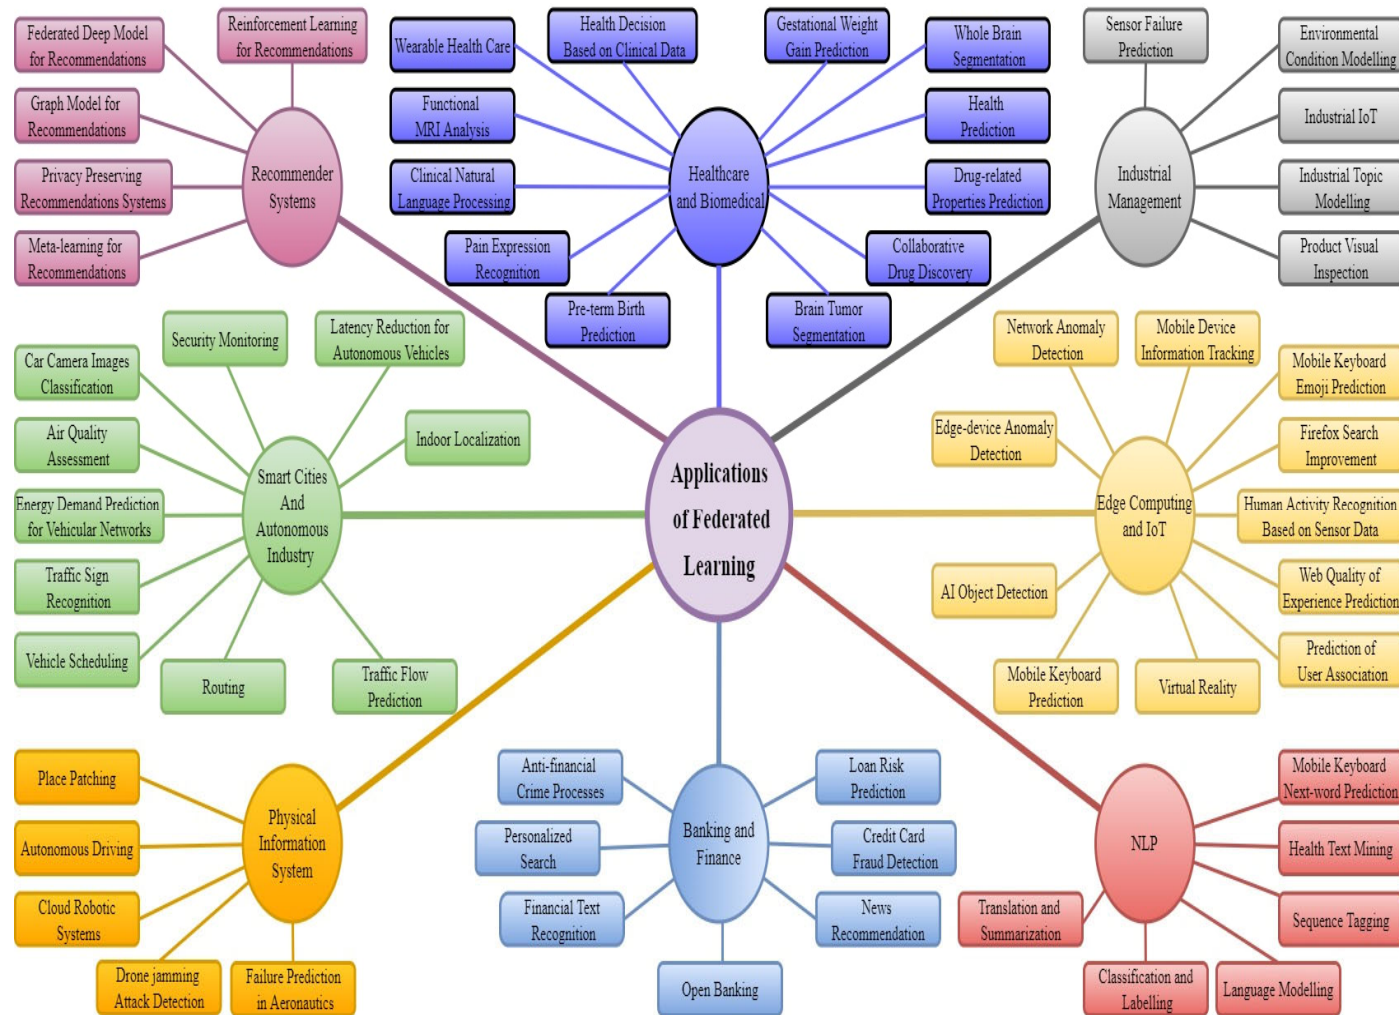 Federated Deep Model
for Recommendations
Reinforcement Learning
for Recommendations
Graph Model for
Recommendations
Privacy Preserving
Recommendations Systems
Meta-learning for
Recommendations
Recommender
Systems
Wearable Health Care
Health Decision
Based on Clinical Data
Gestational Weight
Gain Prediction
Whole Brain
Segmentation
Functional
MRI Analysis
Health
Prediction
Clinical Natural
Language Processing
Drug-related
Properties Prediction
Pain Expression
Recognition
Collaborative
Drug Discovery
Pre-term Birth
Prediction
Brain Tumor
Segmentation
Healthcare
and Biomedical
Sensor Failure
Prediction
Environmental
Condition Modelling
Industrial IoT
Industrial Topic
Modelling
Product Visual
Inspection
Industrial
Management
Security Monitoring
Latency Reduction for
Autonomous Vehicles
Car Camera Images
Classification
Indoor Localization
Air Quality
Assessment
Energy Demand Prediction
for Vehicular Networks
Traffic Sign
Recognition
Vehicle Scheduling
Routing
Traffic Flow
Prediction
Smart Cities
And
Autonomous
Industry
Applications
of Federated
Learning
Network Anomaly
Detection
Mobile Device
Information Tracking
Mobile Keyboard
Emoji Prediction
Edge-device Anomaly
Detection
Firefox Search
Improvement
Human Activity Recognition
Based on Sensor Data
AI Object Detection
Web Quality of
Experience Prediction
Mobile Keyboard
Prediction
Virtual Reality
Prediction of
User Association
Edge Computing
and IoT
Place Patching
Autonomous Driving
Cloud Robotic
Systems
Drone jamming
Attack Detection
Failure Prediction
in Aeronautics
Physical
Information
System
Anti-financial
Crime Processes
Loan Risk
Prediction
Personalized
Search
Credit Card
Fraud Detection
Financial Text
Recognition
News
Recommendation
Open Banking
Banking and
Finance
Mobile Keyboard
Next-word Prediction
Health Text Mining
Sequence Tagging
Translation and
Summarization
Classification and
Labelling
Language Modelling
NLP